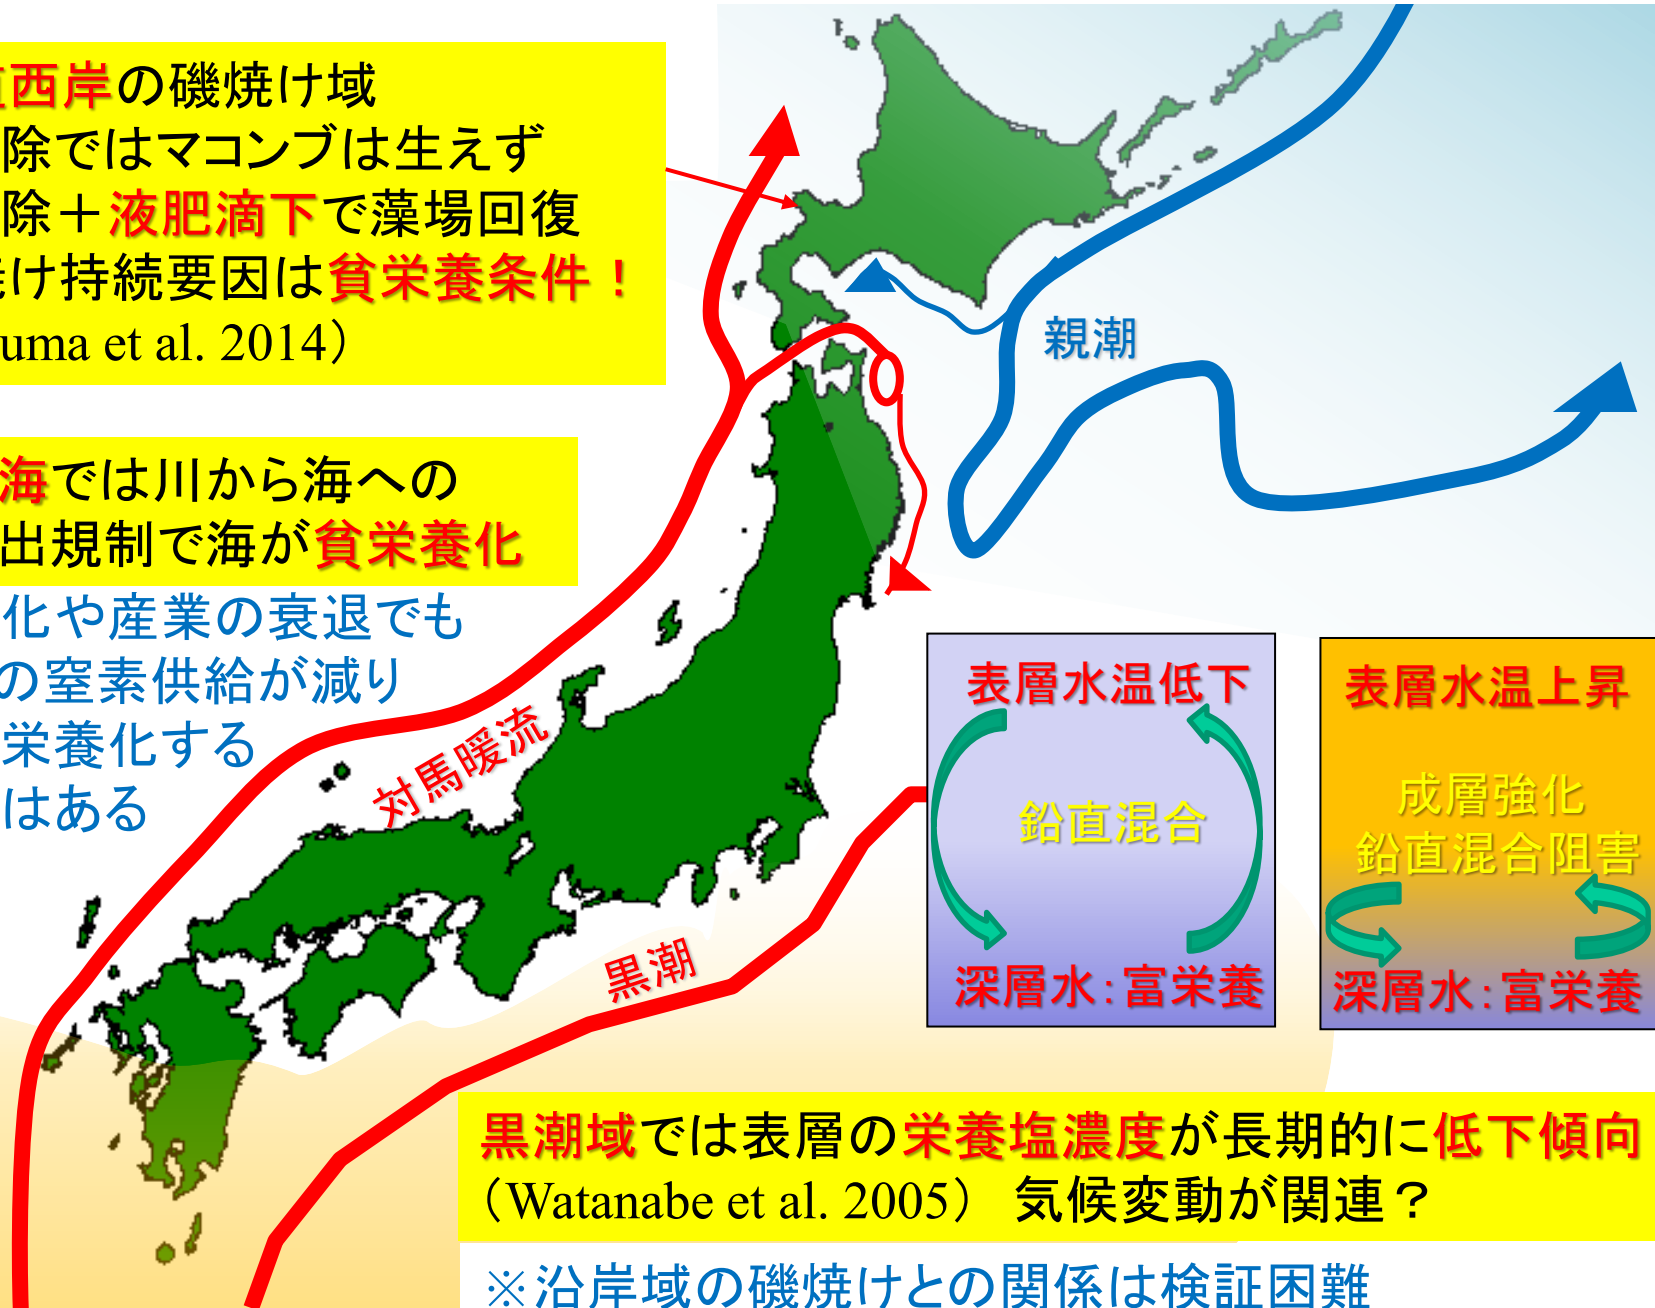 西岸の磯焼け域
除ではマコンブは生えず
除＋液肥滴下で藻場回復
け持続要因は貧栄養条件！
uma et al. 2014）
海では川から海への
出規制で海が貧栄養化
化や産業の衰退でも
の窒素供給が減り
栄養化する
はある
親潮
対馬暖流
黒潮
表層水温低下
鉛直混合
深層水：富栄養
表層水温上昇
成層強化
鉛直混合阻害
深層水：富栄養
黒潮域では表層の栄養塩濃度が長期的に低下傾向
（Watanabe et al. 2005） 気候変動が関連？
※沿岸域の磯焼けとの関係は検証困難